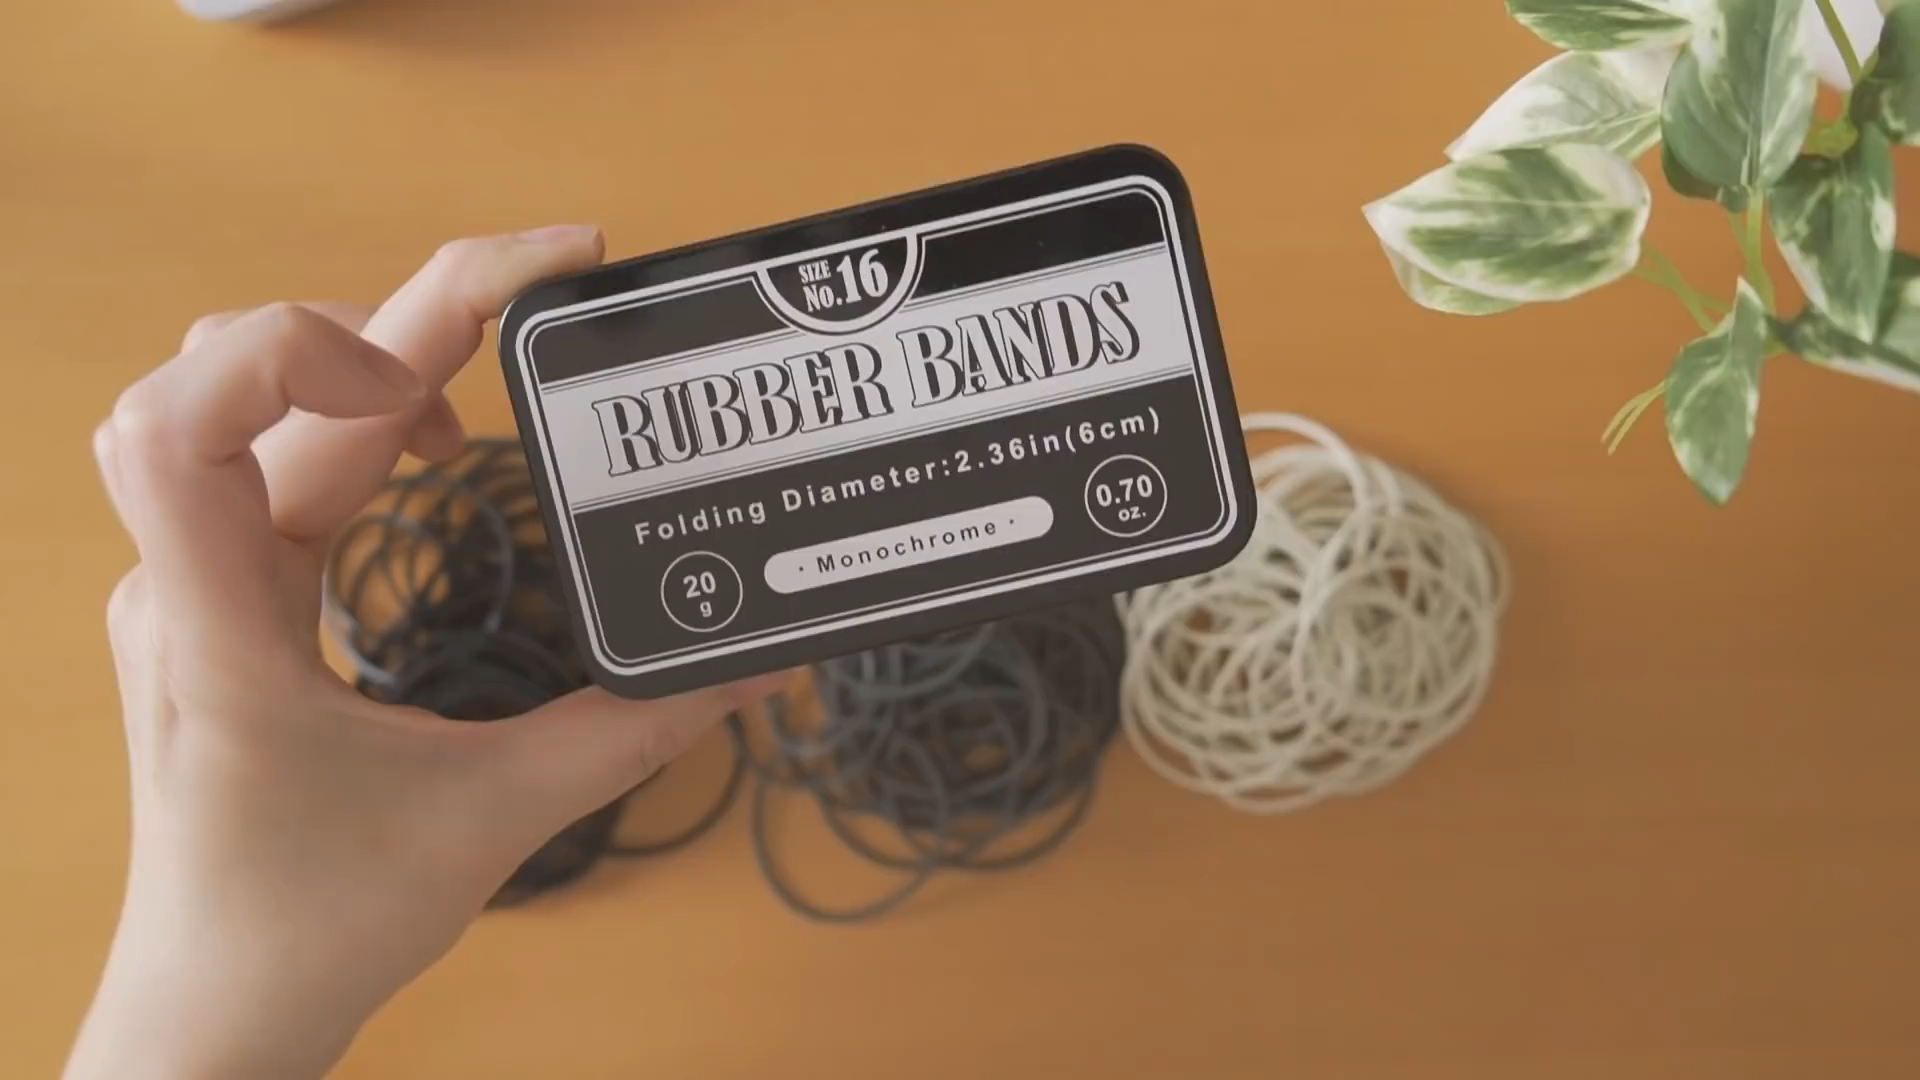 SIZE
No.16
RUBBER BANDS
Folding Diameter:2.36in(6cm)
20
g
· Monochrome ·
0.70
oz.